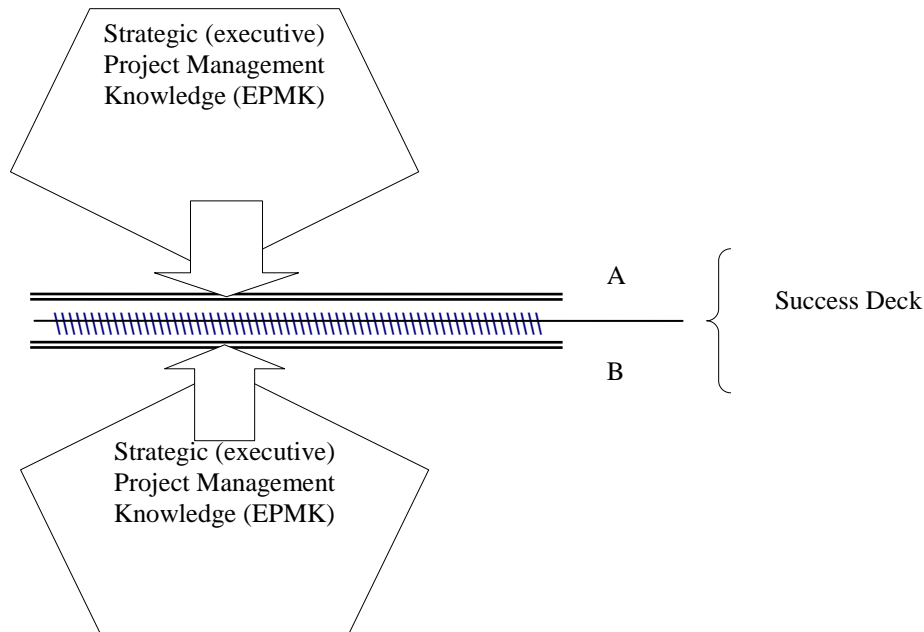 Strategic (executive)
Project Management
Knowledge (EPMK)
A
Success Deck
B
Strategic (executive)
Project Management
Knowledge (EPMK)